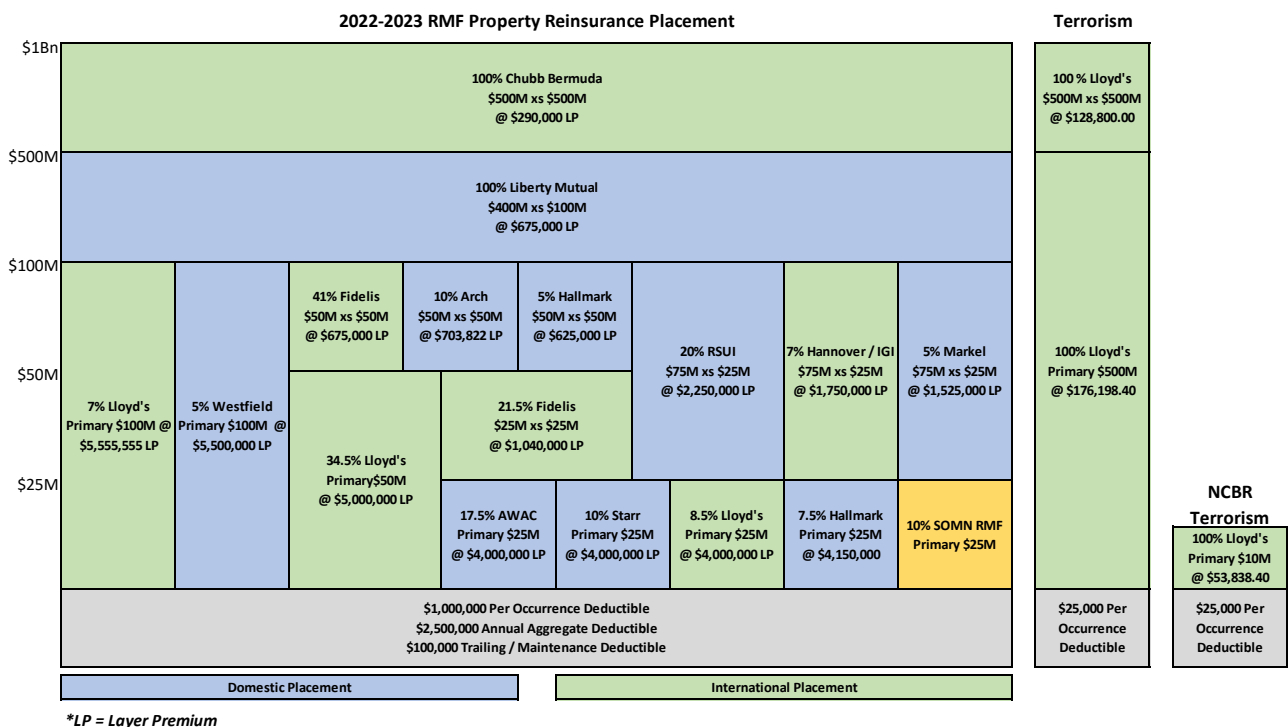 2022-2023 RMF Property Reinsurance Placement
Terrorism
$1Bn
100% Chubb Bermuda
$500M xs $500M
@ $290,000 LP
100 % Lloyd's
$500M xs $500M
@ $128,800.00
$500M
100% Liberty Mutual
$400M xs $100M
@ $675,000 LP
$100M
41% Fidelis
$50M xs $50M
@ $675,000 LP
10% Arch
$50M xs $50M
@ $703,822 LP
5% Hallmark
$50M xs $50M
@ $625,000 LP
20% RSUI
$75M xs $25M
@ $2,250,000 LP
7% Hannover / IGI
$75M xs $25M
@ $1,750,000 LP
5% Markel
$75M xs $25M
@ $1,525,000 LP
100% Lloyd's
Primary $500M
@ $176,198.40
$50M
7% Lloyd's
Primary $100M @
$5,555,555 LP
5% Westfield
Primary $100M @
$5,500,000 LP
21.5% Fidelis
$25M xs $25M
@ $1,040,000 LP
34.5% Lloyd's
Primary$50M
@ $5,000,000 LP
$25M
17.5% AWAC
Primary $25M
@ $4,000,000 LP
10% Starr
Primary $25M
@ $4,000,000 LP
8.5% Lloyd's
Primary $25M
@ $4,000,000 LP
7.5% Hallmark
Primary $25M
@ $4,150,000
10% SOMN RMF
Primary $25M
NCBR
Terrorism
100% Lloyd's
Primary $10M
@ $53,838.40
$1,000,000 Per Occurrence Deductible
$2,500,000 Annual Aggregate Deductible
$100,000 Trailing / Maintenance Deductible
$25,000 Per
Occurrence
Deductible
$25,000 Per
Occurrence
Deductible
Domestic Placement
International Placement
*LP = Layer Premium